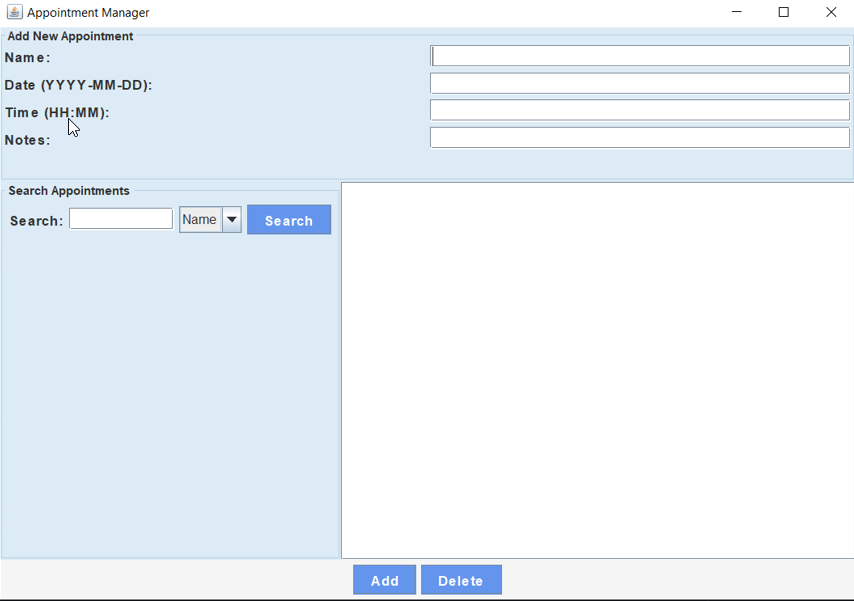 Appointment Manager
Add New Appointment
Name:
Date (YYYY-MM-DD):
Time (HH:MM):
Notes:
Search Appointments
Search: Name Search
Add Delete